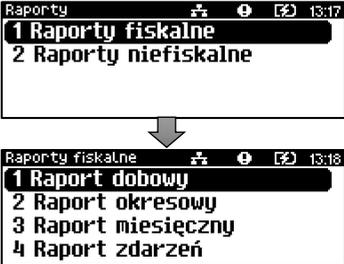 Raporty 13:17
1 Raporty fiskalne
2 Raporty niefiskalne
Raporty fiskalne 13:18
1 Raport dobowy
2 Raport okresowy
3 Raport miesięczny
4 Raport zdarzeń